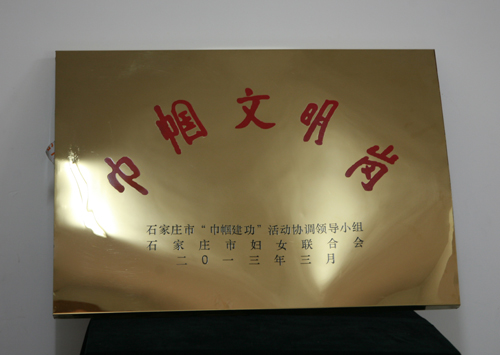 巾帼文明岗
石家庄市“巾帼建功”活动协调领导小组
石家庄市妇女联合会
二0一三年三月